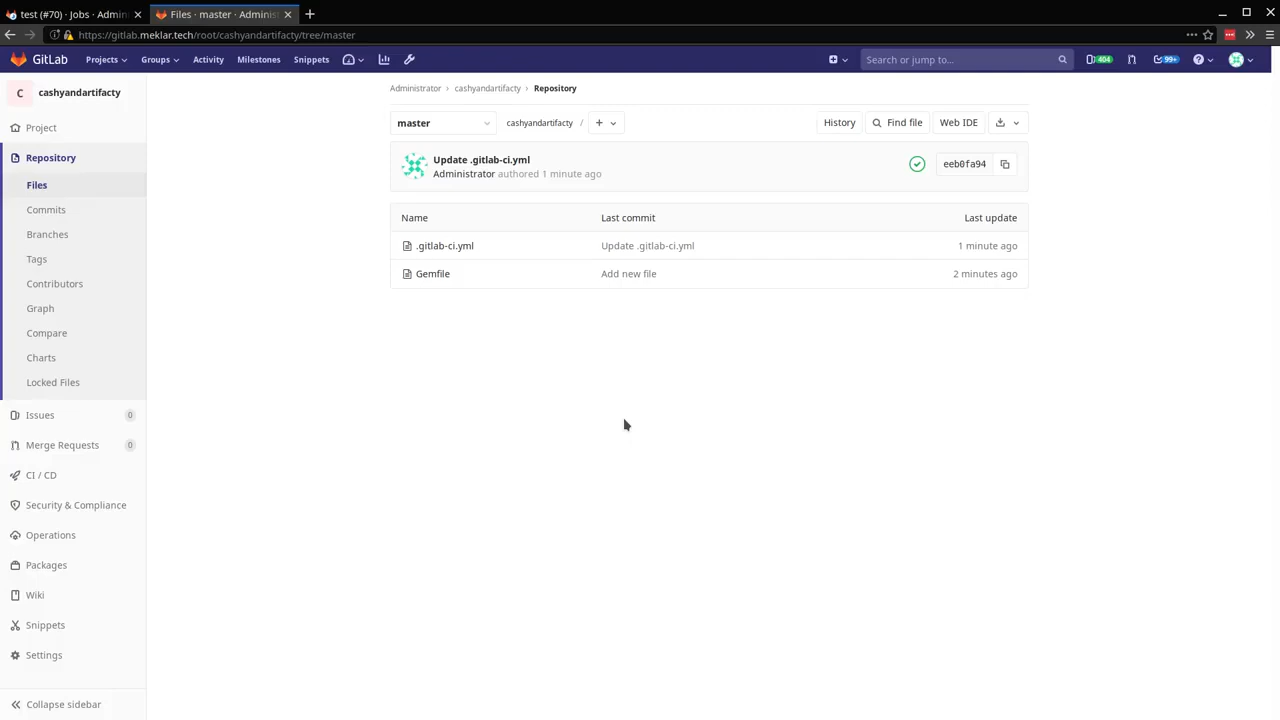 test (#70) · Jobs · Admin
Files · master · Adminis
https://gitlab.meklar.tech/root/cashyandartifacty/tree/master
GitLab
Projects
Groups
Activity
Milestones
Snippets
Search or jump to...
404
99+
C
cashyandartifacty
Project
Repository
Files
Commits
Branches
Tags
Contributors
Graph
Compare
Charts
Locked Files
Issues
0
Merge Requests
0
CI / CD
Security & Compliance
Operations
Packages
Wiki
Snippets
Settings
Collapse sidebar
Administrator › cashyandartifacty › Repository
master
cashyandartifacty / +
History
Find file
Web IDE
Update .gitlab-ci.yml
Administrator authored 1 minute ago
eeb0fa94
Name Last commit Last update
.gitlab-ci.yml Update .gitlab-ci.yml 1 minute ago
Gemfile Add new file 2 minutes ago